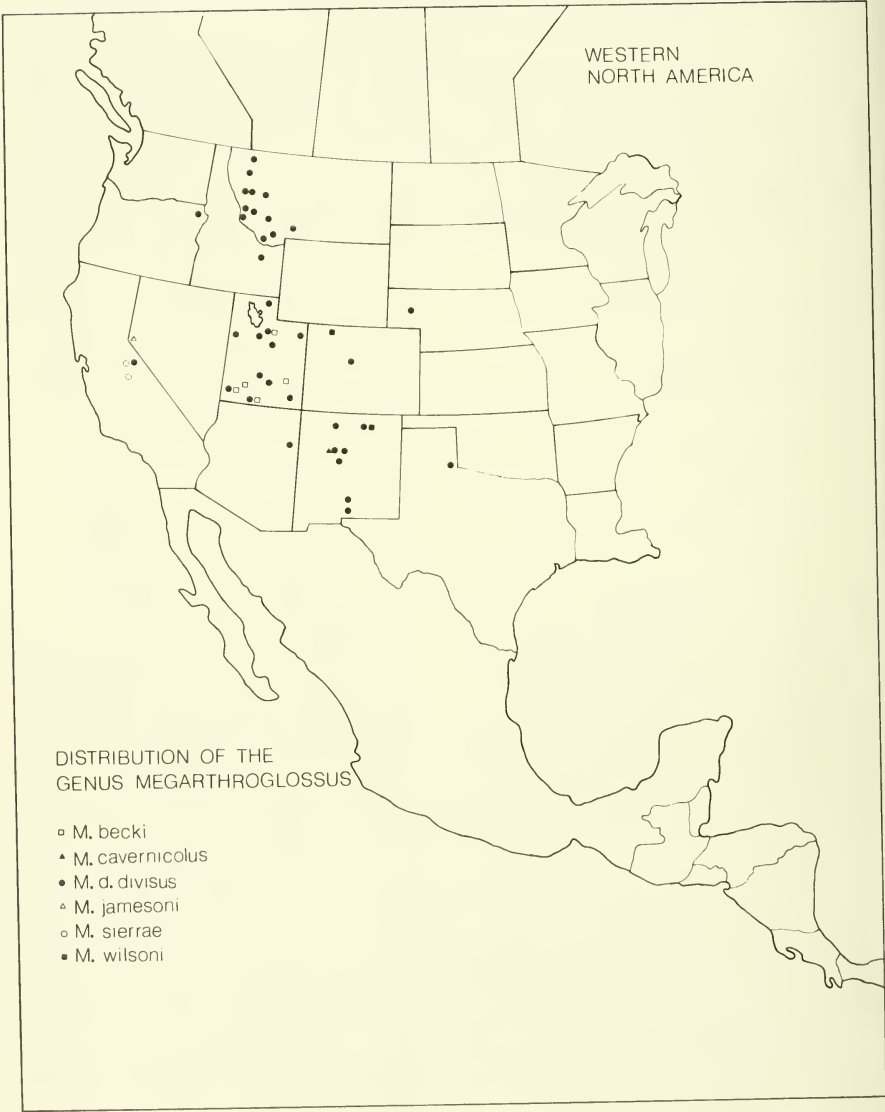 WESTERN
NORTH AMERICA
DISTRIBUTION OF THE
GENUS MEGARTHROGLOSSUS
M. becki
M. cavernicolus
M. d. divisus
M. jamesoni
M. sierrae
M. wilsoni